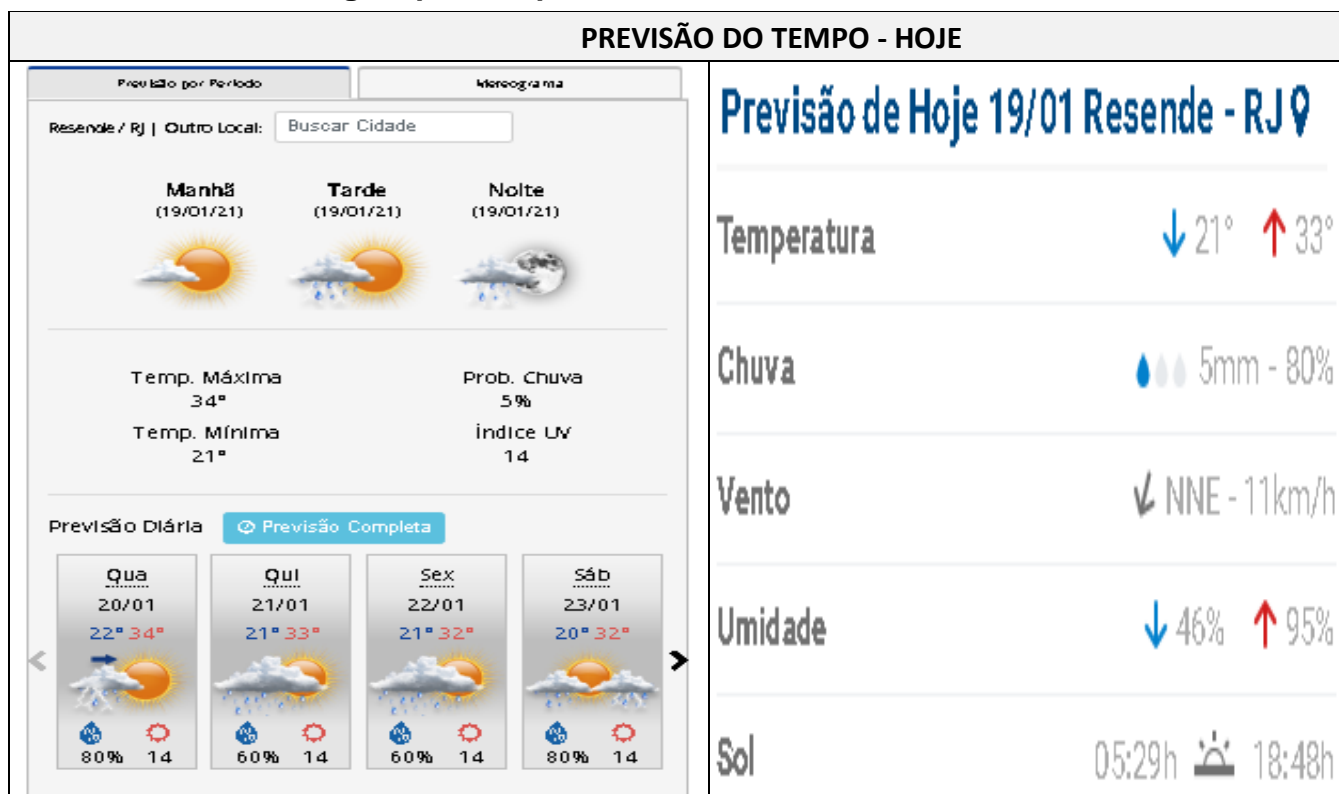 PREVISÃO DO TEMPO - HOJE
Previsão por Período
Meteograma
Resende / RJ | Outro Local: Buscar Cidade
Manhã Tarde Noite
(19/01/21) (19/01/21) (19/01/21)
Temp. Máxima Prob. Chuva
34° 5%
Temp. Mínima Índice UV
21° 14
Previsão Diária Previsão Completa
Qua Qui Sex Sáb
20/01 21/01 22/01 23/01
22° 34° 21° 33° 21° 32° 20° 32°
80% 14 60% 14 60% 14 80% 14
Previsão de Hoje 19/01 Resende - RJ
Temperatura 21° 33°
Chuva 5mm - 80%
Vento NNE - 11km/h
Umidade 46% 95%
Sol 05:29h 18:48h